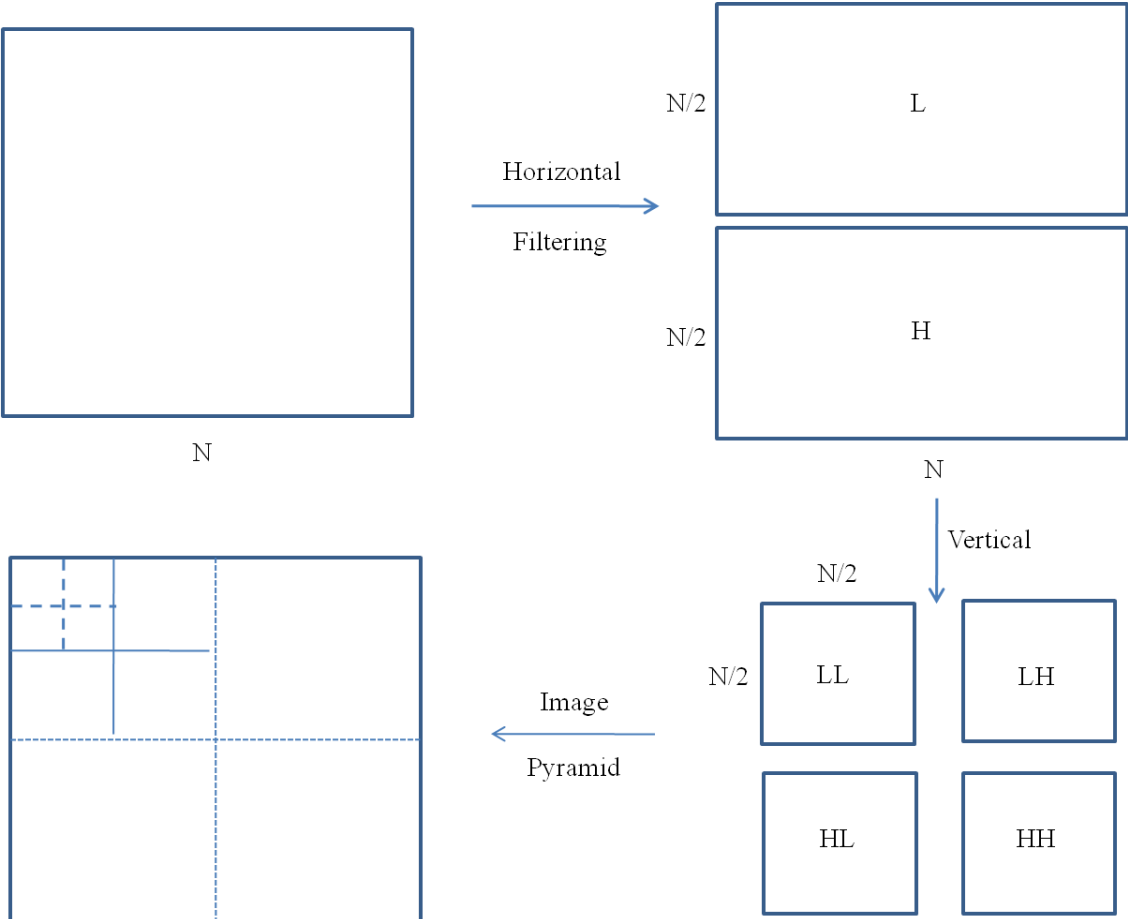 N
Horizontal
Filtering
N/2
L
N/2
H
N
Vertical
N/2
N/2
LL
LH
HL
HH
Image
Pyramid